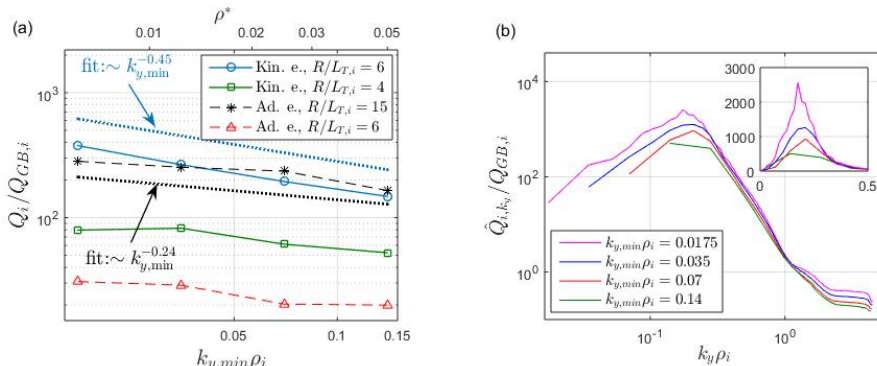 (a)
ρ*
0.01 0.02 0.03 0.05
fit:∼ k_{y,min}^{−0.45}
Kin. e., R/L_{T,i} = 6
Kin. e., R/L_{T,i} = 4
Ad. e., R/L_{T,i} = 15
Ad. e., R/L_{T,i} = 6
10^3
10^2
Q_i/Q_{GB,i}
fit:∼ k_{y,min}^{−0.24}
0.05 0.1 0.15
k_{y,min}ρ_i
(b)
10^4
10^2
10^0
Q̂_{i,k_y}/Q_{GB,i}
3000
2000
1000
0
0 0.5
k_{y,min}ρ_i = 0.0175
k_{y,min}ρ_i = 0.035
k_{y,min}ρ_i = 0.07
k_{y,min}ρ_i = 0.14
10^{-1} 10^0
k_yρ_i